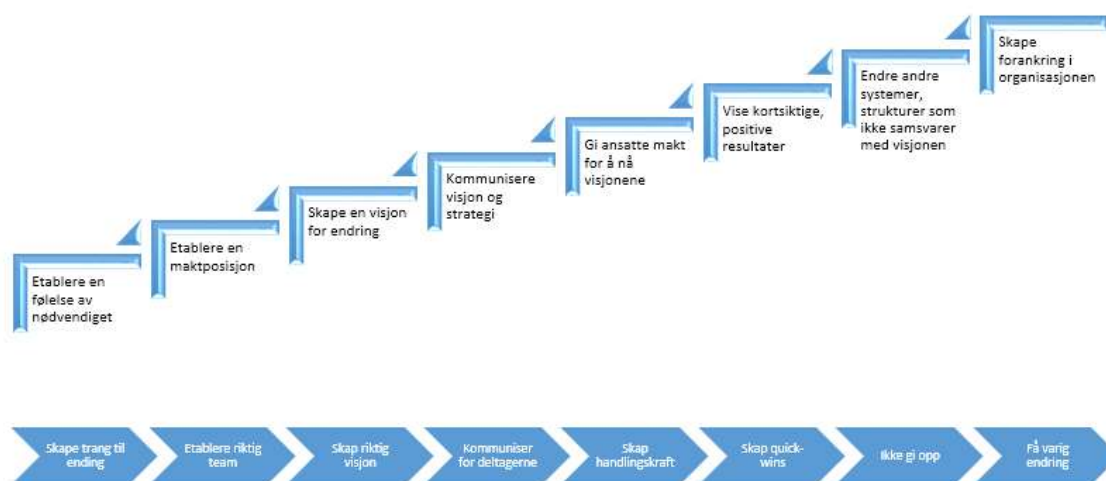 Etablere en
følelse av
nødvendiget
Etablere en
maktposisjon
Skape en visjon
for endring
Kommunisere
visjon og
strategi
Gi ansatte makt
for å nå
visjonene
Vise kortsiktige,
positive
resultater
Endre andre
systemer,
strukturer som
ikke samsvarer
med visjonen
Skape
forankring i
organisasjonen
Skape trang til
ending
Etablere riktig
team
Skap riktig
visjon
Kommuniser
for deltagerne
Skap
handlingskraft
Skap quick-
wins
Ikke gi opp
Få varig
endring